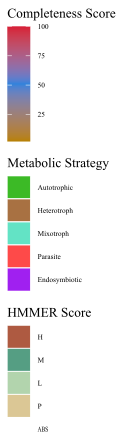 Completeness Score
100
75
50
25
Metabolic Strategy
Autotrophic
Heterotroph
Mixotroph
Parasite
Endosymbiotic
HMMER Score
H
M
L
P
ABS